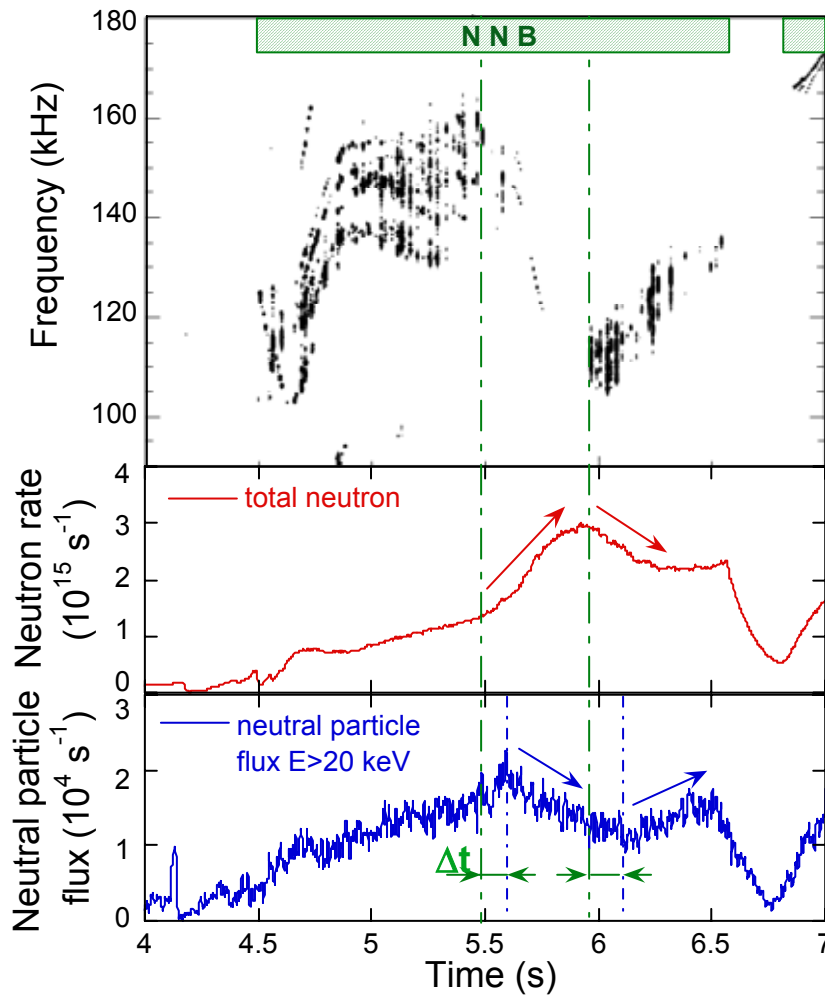 180
160
140
120
100
Frequency (kHz)
N N B
4
3
2
1
0
Neutron rate
(10¹⁵ s⁻¹)
total neutron
3
2
1
0
Neutral particle
flux (10⁴ s⁻¹)
neutral particle
flux E>20 keV
Δt
4 4.5 5 5.5 6 6.5 7
Time (s)